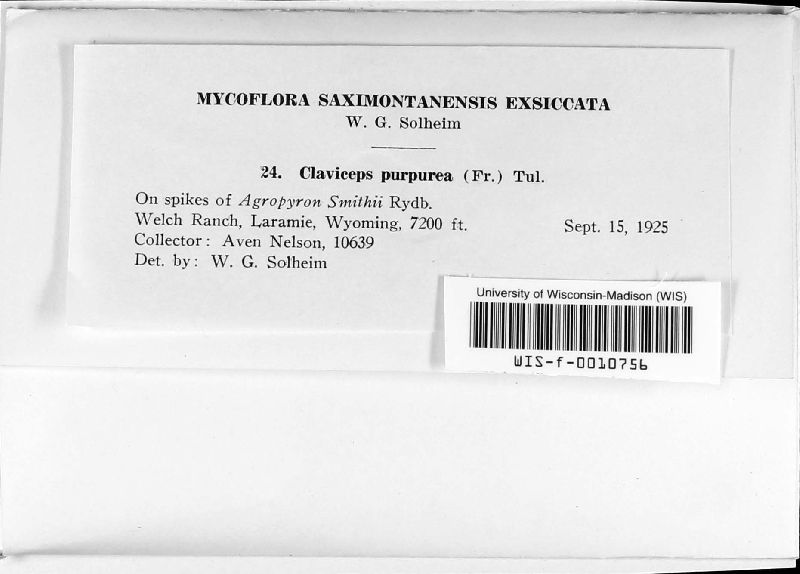 MYCOFLORA SAXIMONTANENSIS EXSICCATA
W. G. Solheim
24. Claviceps purpurea (Fr.) Tul.
On spikes of Agropyron Smithii Rydb.
Welch Ranch, Laramie, Wyoming, 7200 ft. Sept. 15, 1925
Collector: Aven Nelson, 10639
Det. by: W. G. Solheim
University of Wisconsin-Madison (WIS)
WIS-f-0010756